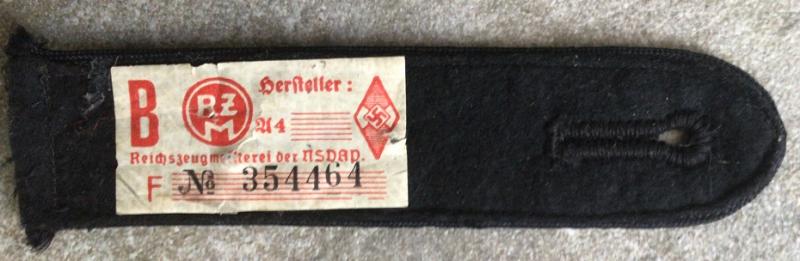 B RZM Hersteller:
A4
Reichszeugmeisterei der NSDAP.
F № 354464